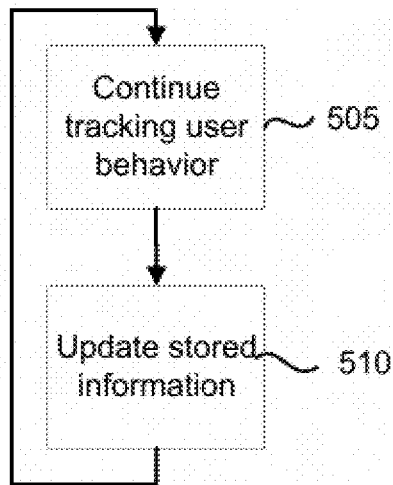 Continue
tracking user
behavior
505
Update stored
information
510